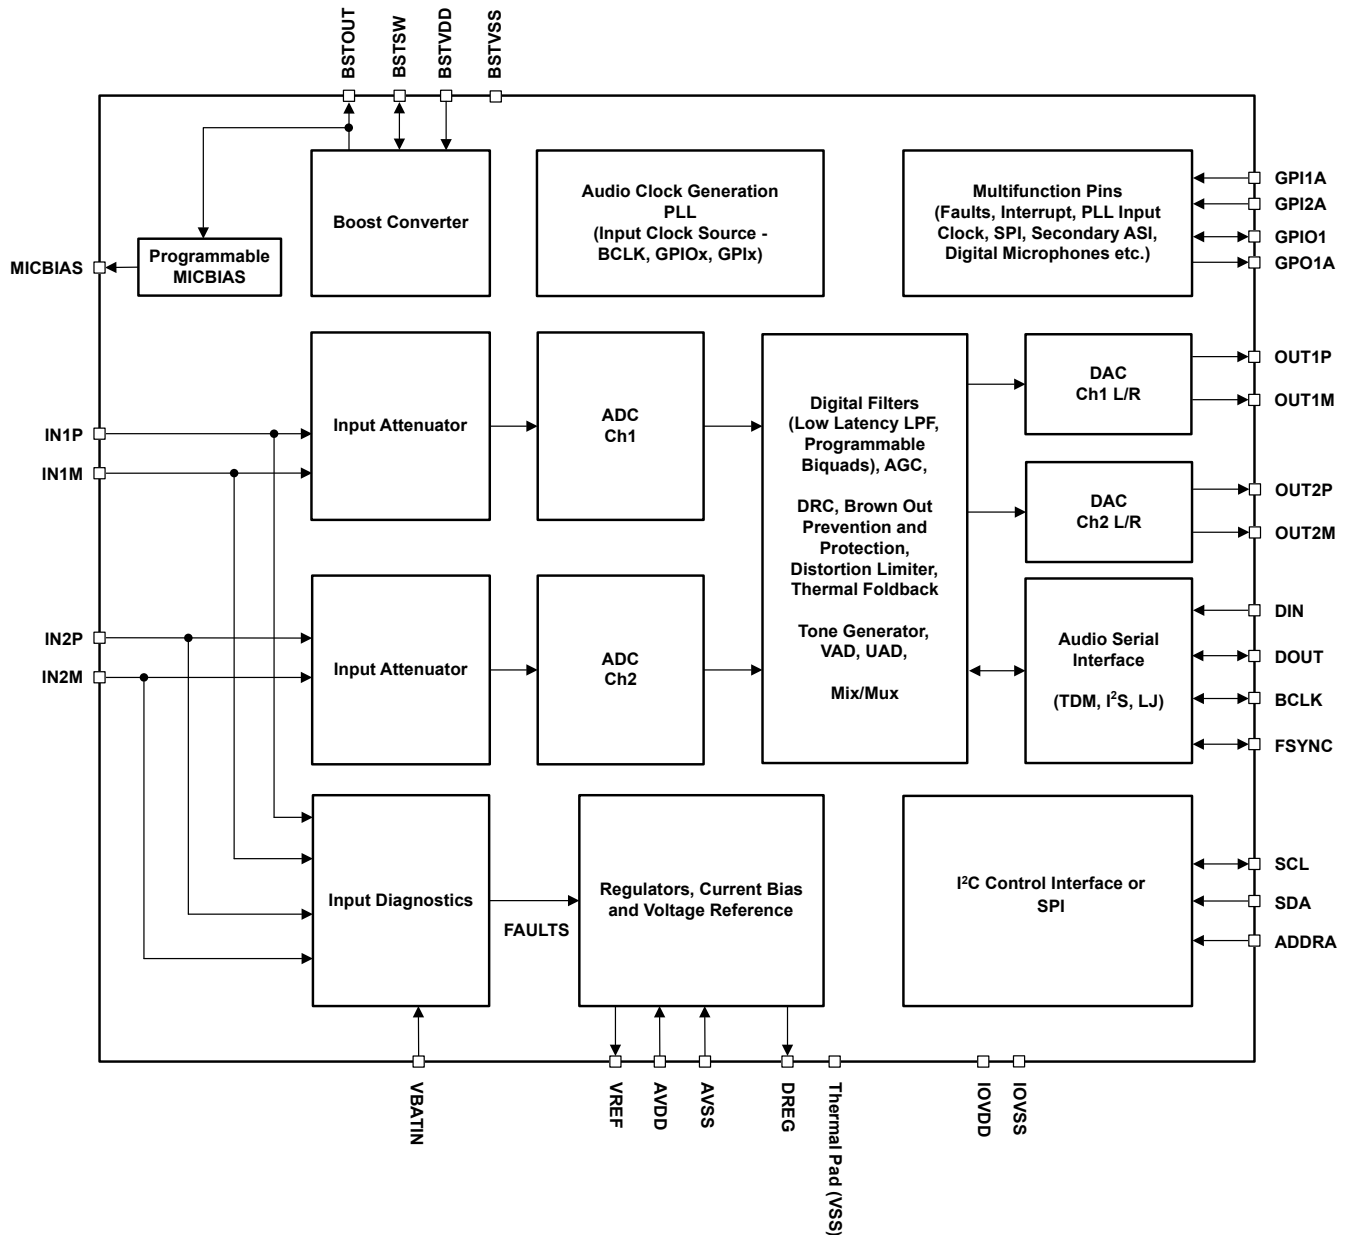 BSTOUT
BSTSW
BSTVDD
BSTVSS
Boost Converter
Audio Clock Generation
PLL
(Input Clock Source -
BCLK, GPIOx, GPIx)
Multifunction Pins
(Faults, Interrupt, PLL Input
Clock, SPI, Secondary ASI,
Digital Microphones etc.)
GPI1A
GPI2A
GPIO1
GPO1A
MICBIAS
Programmable
MICBIAS
IN1P
IN1M
Input Attenuator
ADC
Ch1
Digital Filters
(Low Latency LPF,
Programmable
Biquads), AGC,
DRC, Brown Out
Prevention and
Protection,
Distortion Limiter,
Thermal Foldback
Tone Generator,
VAD, UAD,
Mix/Mux
DAC
Ch1 L/R
OUT1P
OUT1M
DAC
Ch2 L/R
OUT2P
OUT2M
IN2P
IN2M
Input Attenuator
ADC
Ch2
Audio Serial
Interface
(TDM, I²S, LJ)
DIN
DOUT
BCLK
FSYNC
Input Diagnostics
FAULTS
Regulators, Current Bias
and Voltage Reference
I²C Control Interface or
SPI
SCL
SDA
ADDRA
VBATIN
VREF
AVDD
AVSS
DREG
Thermal Pad (VSS)
IOVDD
IOVSS